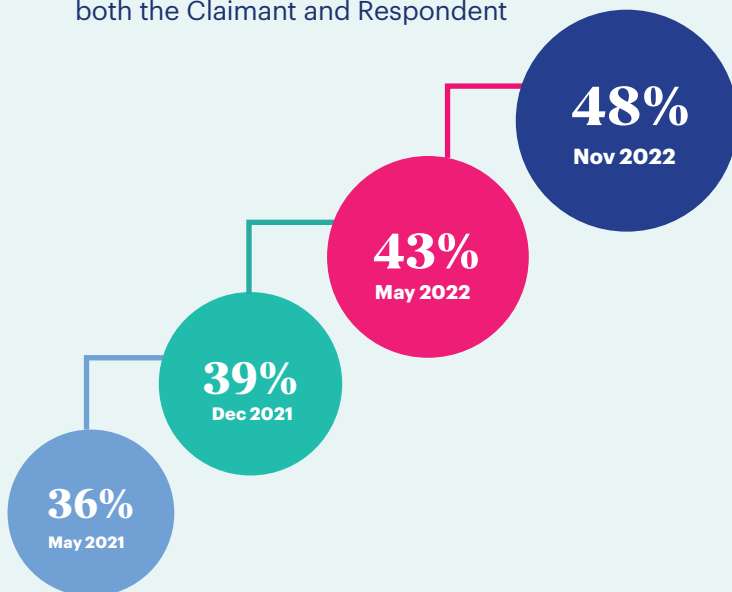 both the Claimant and Respondent
48%
Nov 2022
43%
May 2022
39%
Dec 2021
36%
May 2021